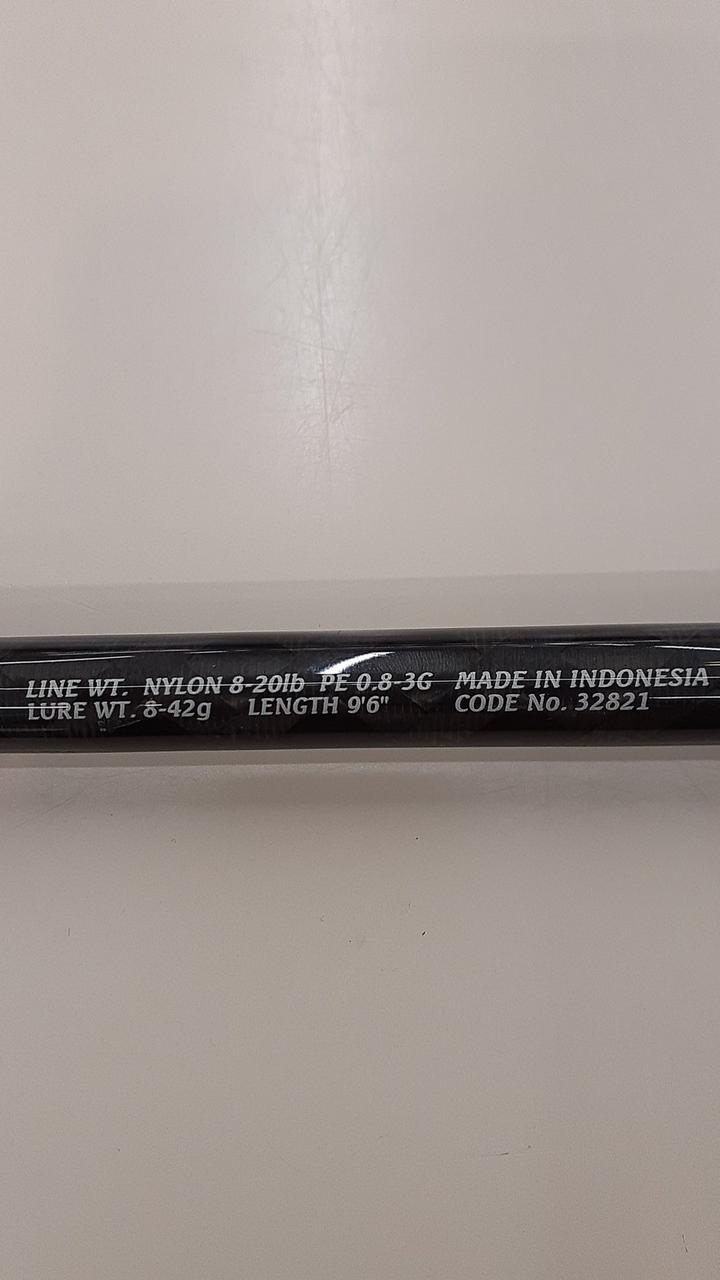 LINE WT. NYLON 8-20lb PE 0.8-3G MADE IN INDONESIA
LURE WT. 8-42g LENGTH 9'6" CODE No. 32821